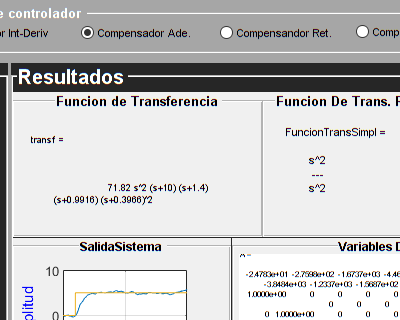 e controlador
r Int-Deriv
Compensador Ade.
Compensandor Ret.
Comp
Resultados
Funcion de Transferencia
Funcion De Trans. F
transf =
71.82 s^2 (s+10) (s+1.4)
(s+0.9916) (s+0.3966)^2
FuncionTransSimpl =
s^2
---
s^2
SalidaSistema
10
0
plitud
Variables D
A =
-2.4783e+01 -2.7598e+02 -1.6737e+03 -4.46
-3.8484e+03 -1.2337e+03 -1.5687e+02
1.0000e+00 0 0 0
0 0 0
0 1.0000e+00 0 0